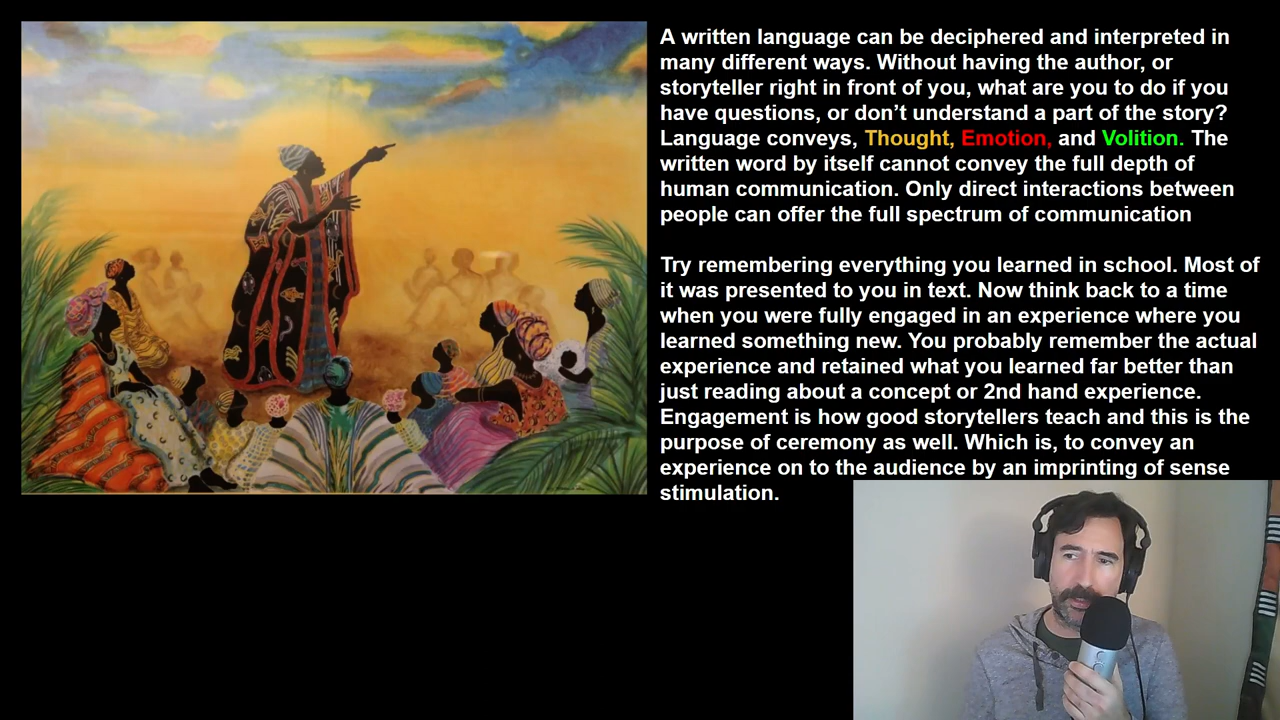 A written language can be deciphered and interpreted in
many different ways. Without having the author, or
storyteller right in front of you, what are you to do if you
have questions, or don’t understand a part of the story?
Language conveys, Thought, Emotion, and Volition. The
written word by itself cannot convey the full depth of
human communication. Only direct interactions between
people can offer the full spectrum of communication
Try remembering everything you learned in school. Most of
it was presented to you in text. Now think back to a time
when you were fully engaged in an experience where you
learned something new. You probably remember the actual
experience and retained what you learned far better than
just reading about a concept or 2nd hand experience.
Engagement is how good storytellers teach and this is the
purpose of ceremony as well. Which is, to convey an
experience on to the audience by an imprinting of sense
stimulation.